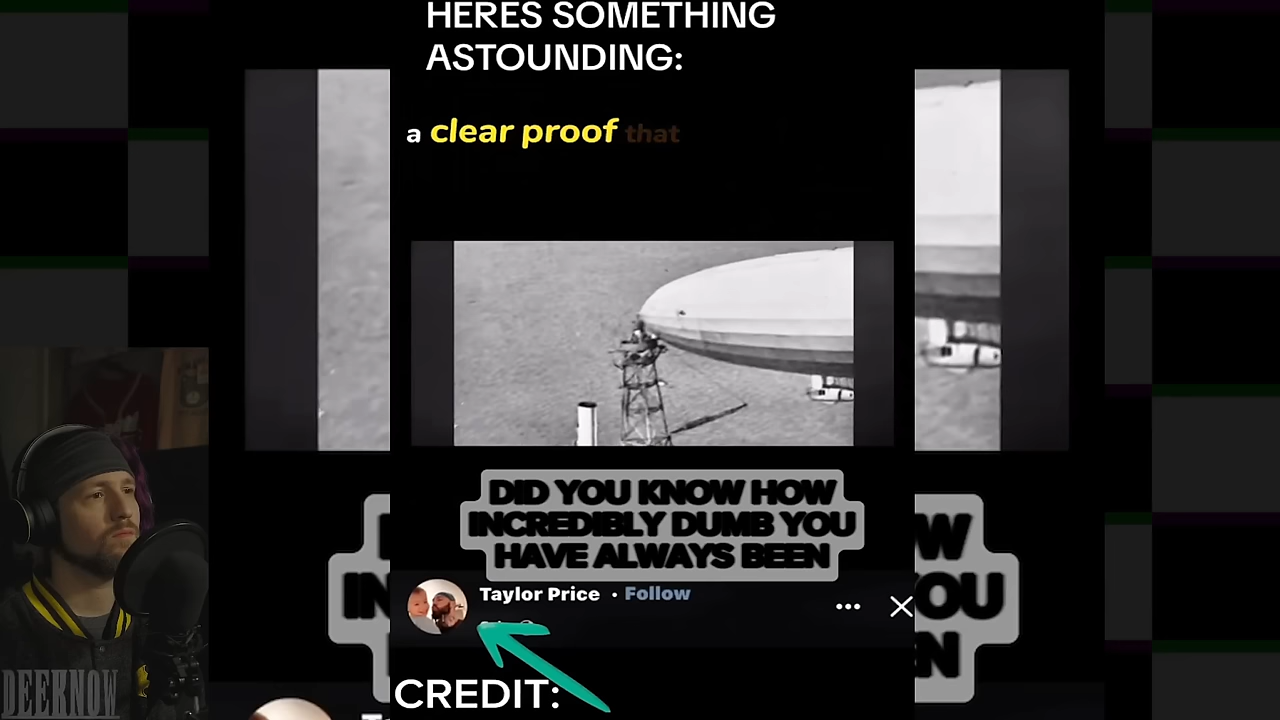 HERES SOMETHING
ASTOUNDING:
a clear proof that
DID YOU KNOW HOW
INCREDIBLY DUMB YOU
HAVE ALWAYS BEEN
Taylor Price · Follow
CREDIT:
DEEKNOW